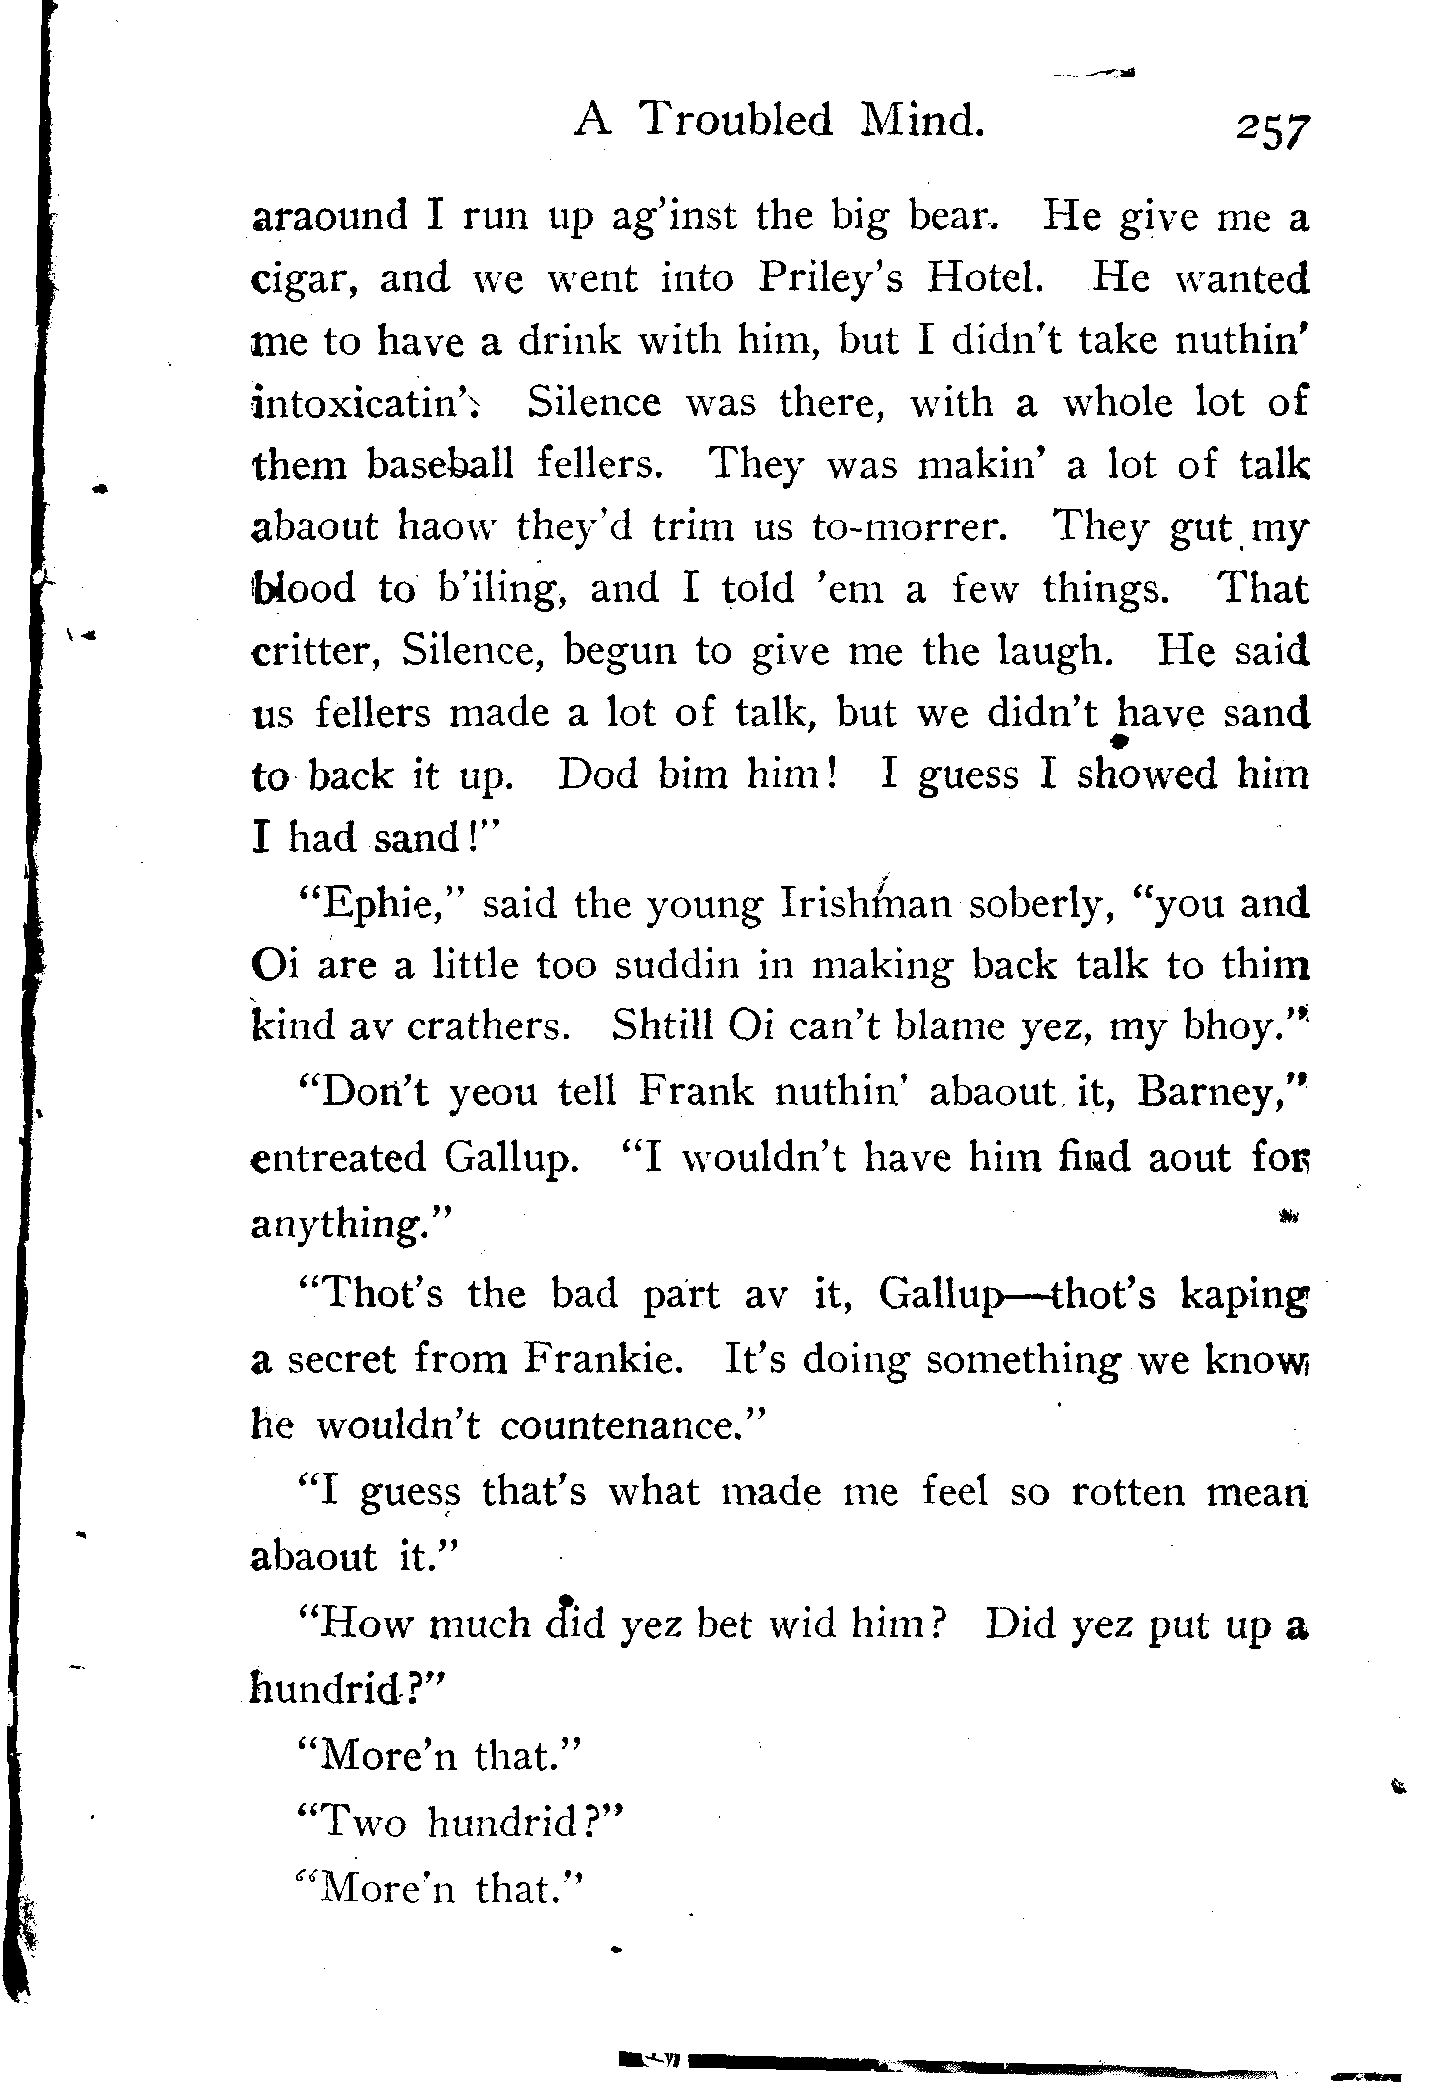 A Troubled Mind. 257
araound I run up ag'inst the big bear. He give me a
cigar, and we went into Priley's Hotel. He wanted
me to have a drink with him, but I didn't take nuthin'
intoxicatin'. Silence was there, with a whole lot of
them baseball fellers. They was makin' a lot of talk
abaout haow they'd trim us to-morrer. They gut my
blood to b'iling, and I told 'em a few things. That
critter, Silence, begun to give me the laugh. He said
us fellers made a lot of talk, but we didn't have sand
to back it up. Dod bim him! I guess I showed him
I had sand!"
"Ephie," said the young Irishman soberly, "you and
Oi are a little too suddin in making back talk to thim
kind av crathers. Shtill Oi can't blame yez, my bhoy."
"Don't yeou tell Frank nuthin' abaout it, Barney,"
entreated Gallup. "I wouldn't have him find aout for
anything."
"Thot's the bad part av it, Gallup—thot's kaping
a secret from Frankie. It's doing something we know
he wouldn't countenance."
"I guess that's what made me feel so rotten mean
abaout it."
"How much did yez bet wid him? Did yez put up a
hundrid?"
"More'n that."
"Two hundrid?"
"More'n that."